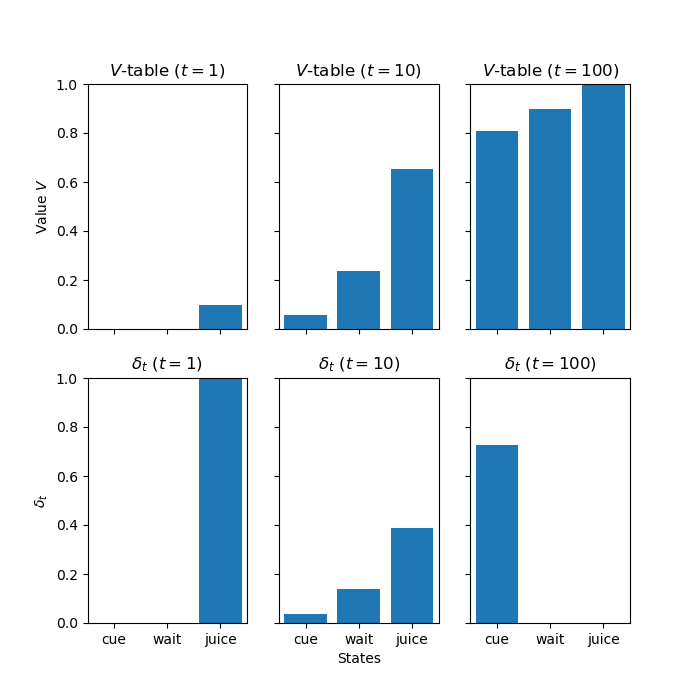 V-table (t = 1)
V-table (t = 10)
V-table (t = 100)
Value V
1.0
0.8
0.6
0.4
0.2
0.0
δt (t = 1)
δt (t = 10)
δt (t = 100)
δt
1.0
0.8
0.6
0.4
0.2
0.0
cue wait juice
cue wait juice
cue wait juice
States